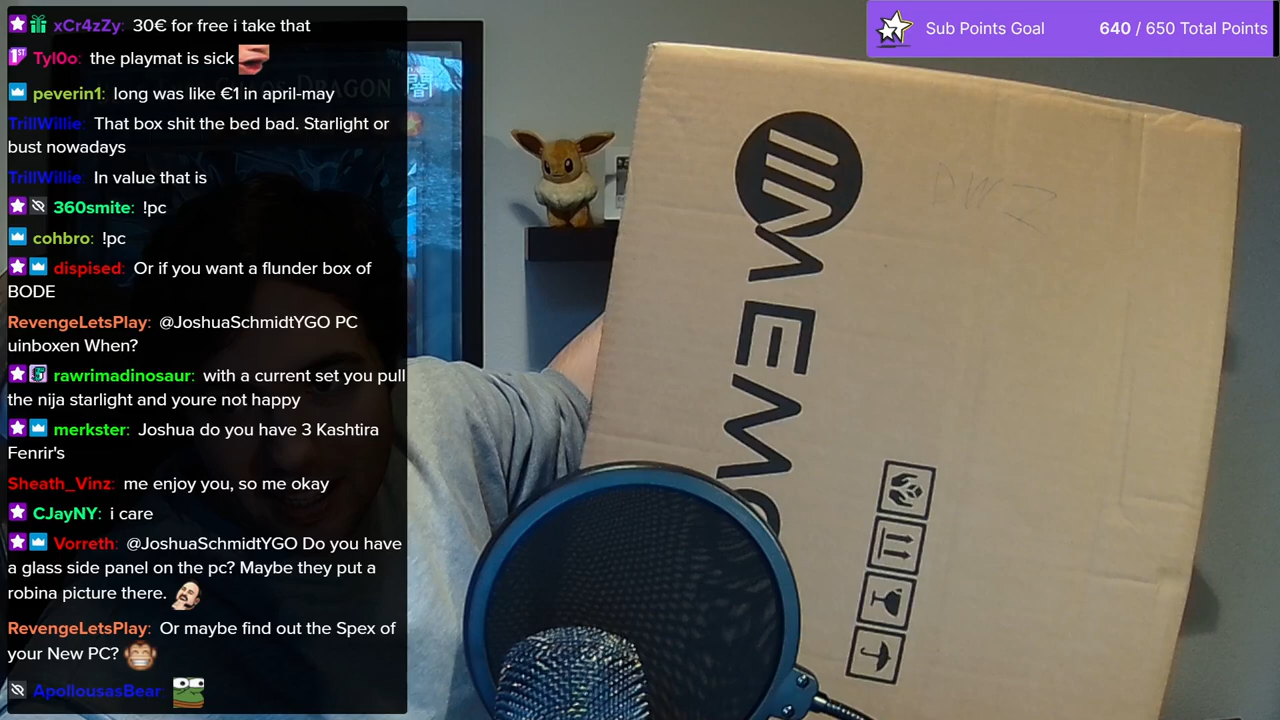 xCr4zZy: 30€ for free i take that
1ST Tyl0o: the playmat is sick
peverin1: long was like €1 in april-may
TrillWillie: That box shit the bed bad. Starlight or
bust nowadays
TrillWillie: In value that is
360smite: !pc
cohbro: !pc
dispised: Or if you want a flunder box of
BODE
RevengeLetsPlay: @JoshuaSchmidtYGO PC
uinboxen When?
rawrimadinosaur: with a current set you pull
the nija starlight and youre not happy
merkster: Joshua do you have 3 Kashtira
Fenrir's
Sheath_Vinz: me enjoy you, so me okay
CJayNY: i care
Vorreth: @JoshuaSchmidtYGO Do you have
a glass side panel on the pc? Maybe they put a
robina picture there.
RevengeLetsPlay: Or maybe find out the Spex of
your New PC?
ApollousasBear:
DRAGON 闇
Sub Points Goal 640 / 650 Total Points
MEMO
DWZ